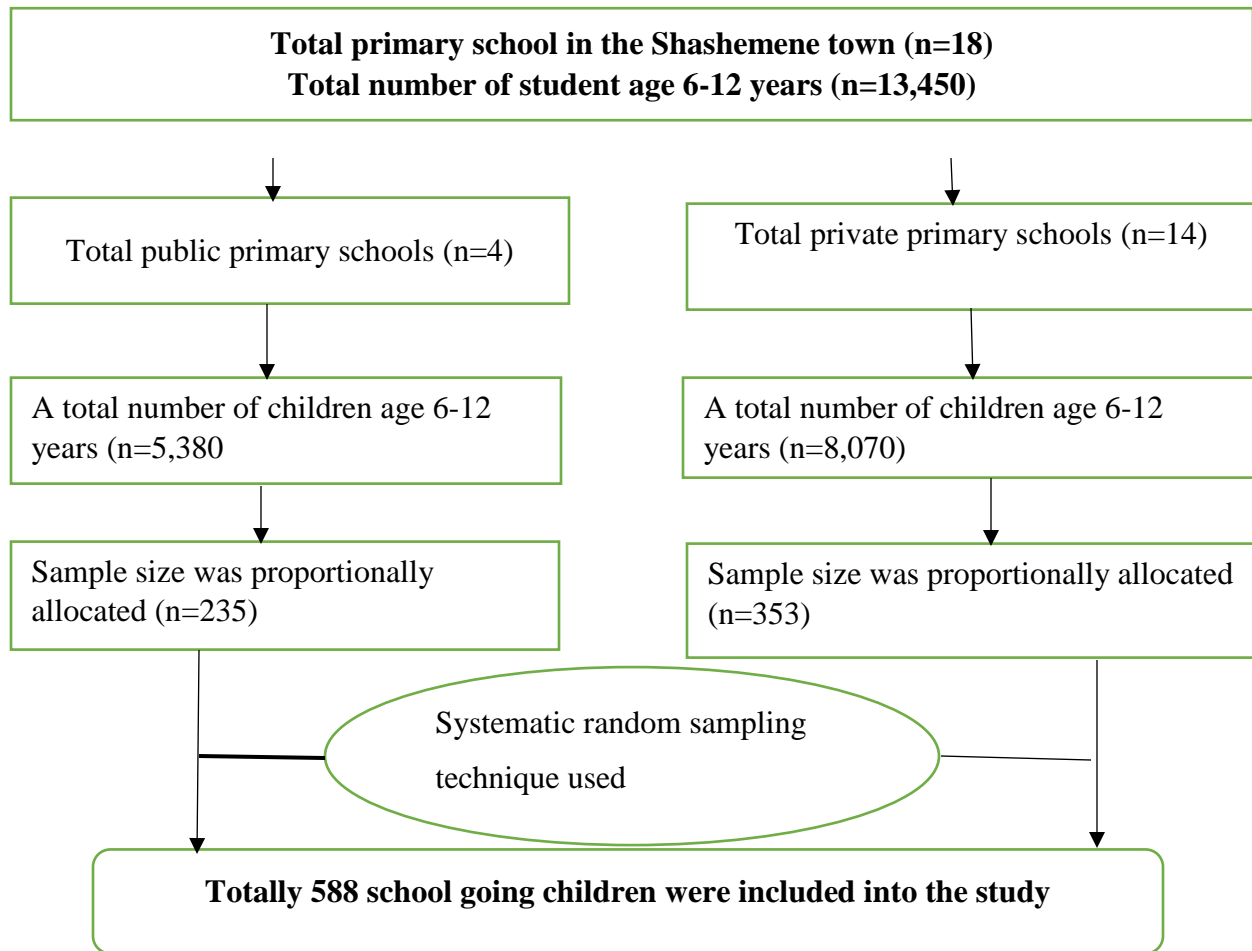 Total primary school in the Shashemene town (n=18)
Total number of student age 6-12 years (n=13,450)
Total public primary schools (n=4)
Total private primary schools (n=14)
A total number of children age 6-12
years (n=5,380
A total number of children age 6-12
years (n=8,070)
Sample size was proportionally
allocated (n=235)
Sample size was proportionally allocated
(n=353)
Systematic random sampling
technique used
Totally 588 school going children were included into the study